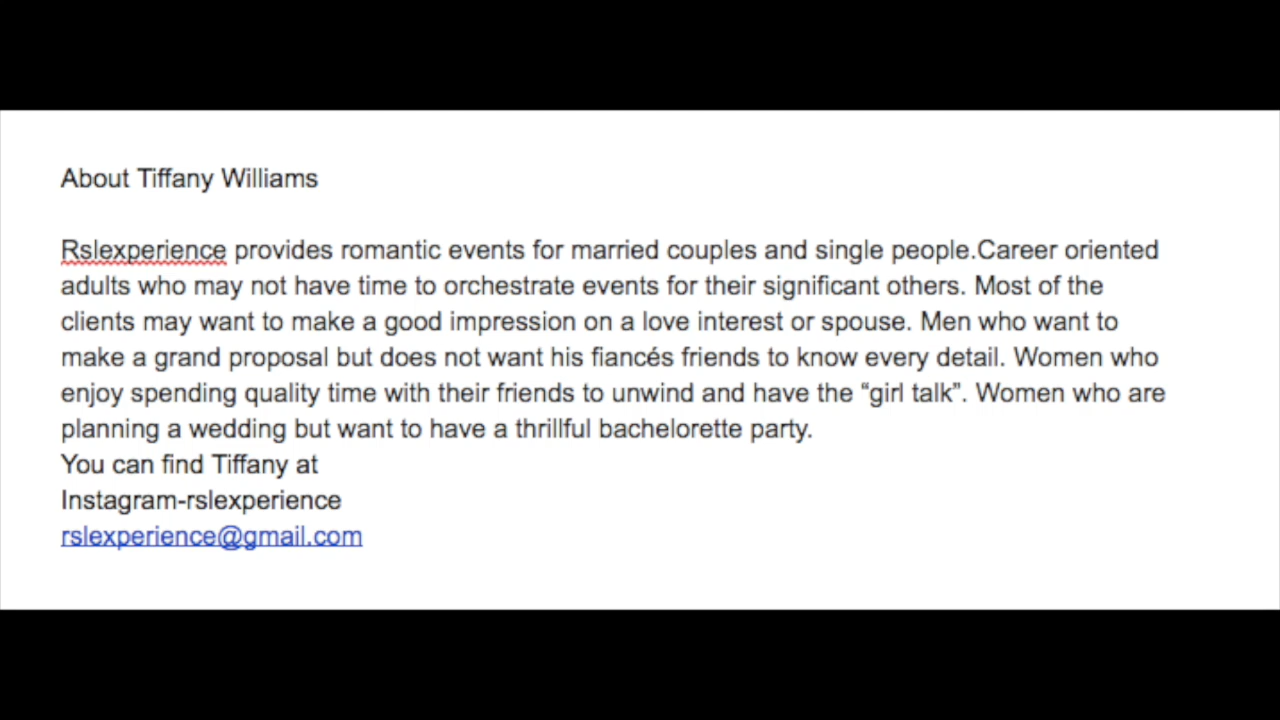 About Tiffany Williams
Rslexperience provides romantic events for married couples and single people.Career oriented
adults who may not have time to orchestrate events for their significant others. Most of the
clients may want to make a good impression on a love interest or spouse. Men who want to
make a grand proposal but does not want his fiancés friends to know every detail. Women who
enjoy spending quality time with their friends to unwind and have the “girl talk”. Women who are
planning a wedding but want to have a thrillful bachelorette party.
You can find Tiffany at
Instagram-rslexperience
rslexperience@gmail.com